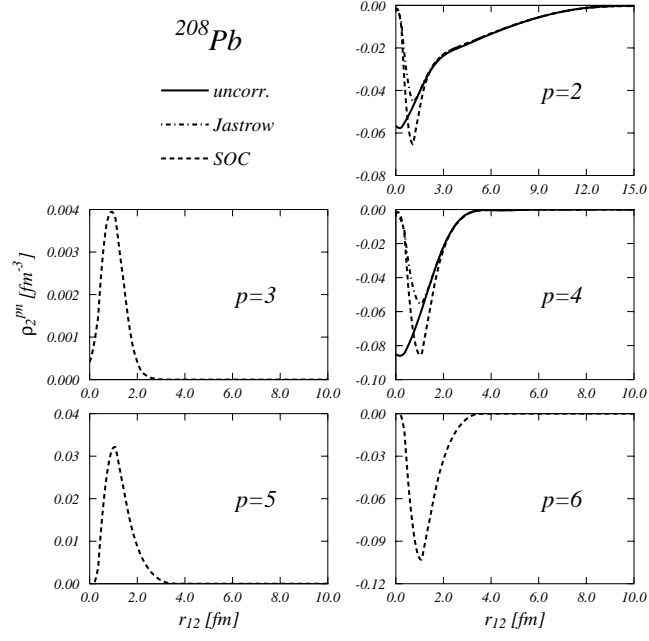 ²⁰⁸Pb
uncorr.
Jastrow
SOC
0.00
-0.02
-0.04
-0.06
-0.08
p=2
0.0 3.0 6.0 9.0 12.0 15.0
0.004
0.003
0.002
0.001
0.000
ρ₂ᵖⁿ [fm⁻³]
p=3
0.0 2.0 4.0 6.0 8.0 10.0
0.00
-0.02
-0.04
-0.06
-0.08
-0.10
p=4
0.0 2.0 4.0 6.0 8.0 10.0
0.04
0.03
0.02
0.01
0.00
p=5
0.0 2.0 4.0 6.0 8.0 10.0
r₁₂ [fm]
0.00
-0.03
-0.06
-0.09
-0.12
p=6
0.0 2.0 4.0 6.0 8.0 10.0
r₁₂ [fm]